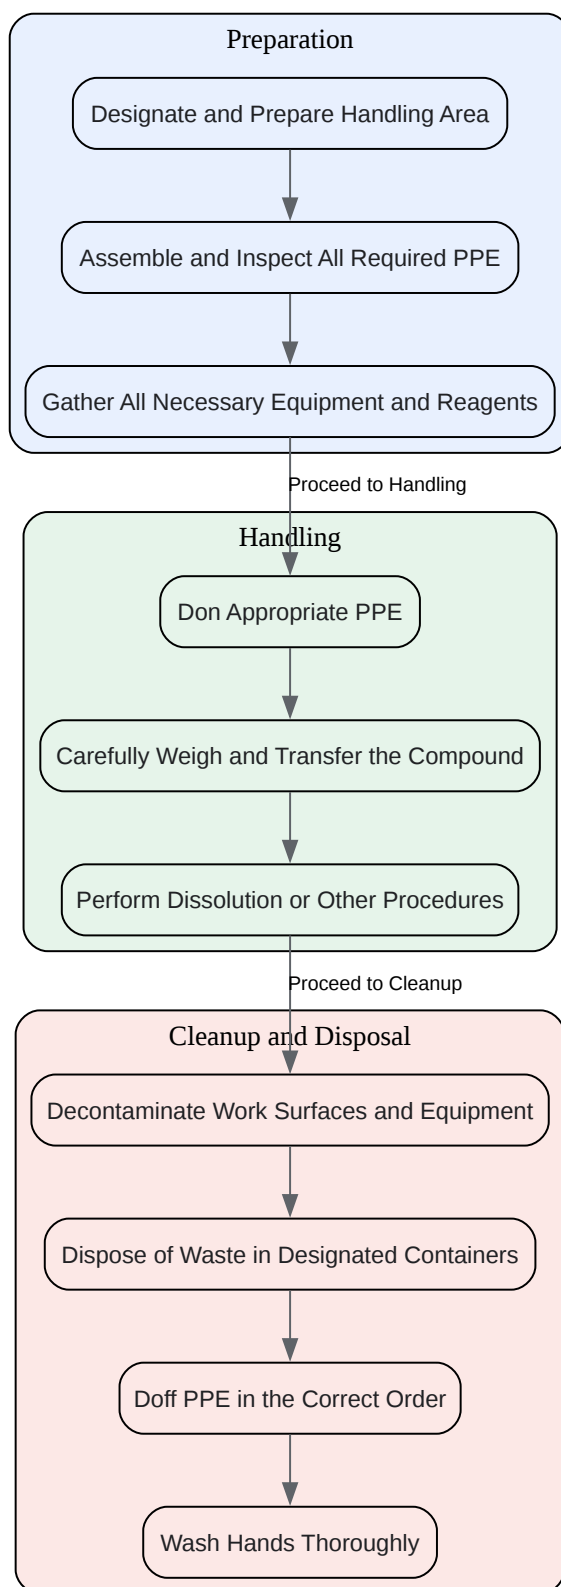 Preparation
Designate and Prepare Handling Area
Assemble and Inspect All Required PPE
Gather All Necessary Equipment and Reagents
Proceed to Handling
Handling
Don Appropriate PPE
Carefully Weigh and Transfer the Compound
Perform Dissolution or Other Procedures
Proceed to Cleanup
Cleanup and Disposal
Decontaminate Work Surfaces and Equipment
Dispose of Waste in Designated Containers
Doff PPE in the Correct Order
Wash Hands Thoroughly